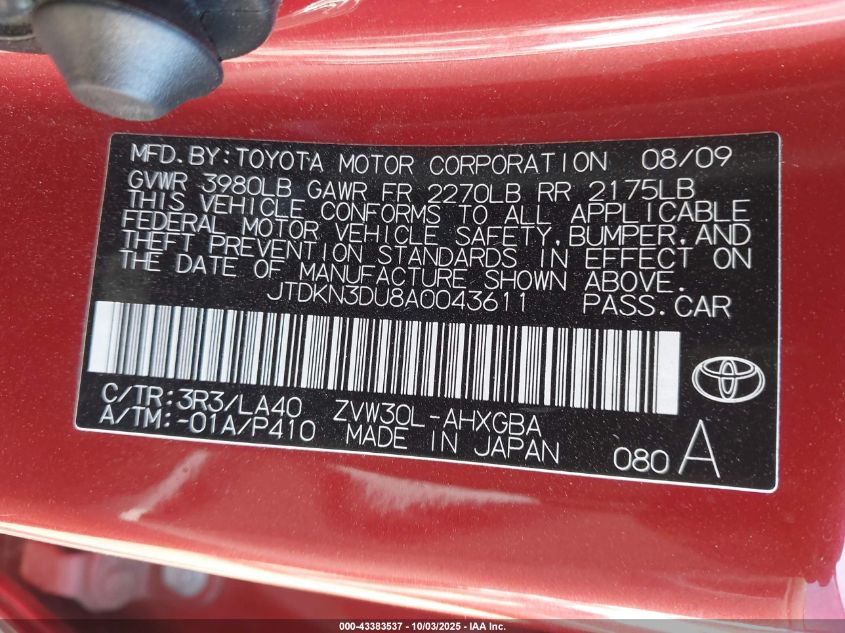 MFD.BY:TOYOTA MOTOR CORPORATION 08/09
GVWR 3980LB GAWR FR 2270LB RR 2175LB
THIS VEHICLE CONFORMS TO ALL APPLICABLE
FEDERAL MOTOR VEHICLE SAFETY,BUMPER,AND
THEFT PREVENTION STANDARDS IN EFFECT ON
THE DATE OF MANUFACTURE SHOWN ABOVE.
JTDKN3DU8A0043611 PASS.CAR
C/TR:3R3/LA40 ZVW30L-AHXGBA
A/TM:-01A/P410 MADE IN JAPAN
080 A
000-43383537 - 10/03/2025 - IAA Inc.